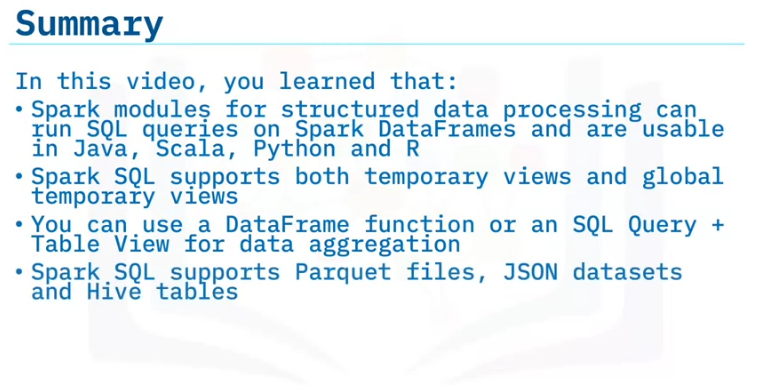 Summary
In this video, you learned that:
• Spark modules for structured data processing can
run SQL queries on Spark DataFrames and are usable
in Java, Scala, Python and R
• Spark SQL supports both temporary views and global
temporary views
• You can use a DataFrame function or an SQL Query +
Table View for data aggregation
• Spark SQL supports Parquet files, JSON datasets
and Hive tables